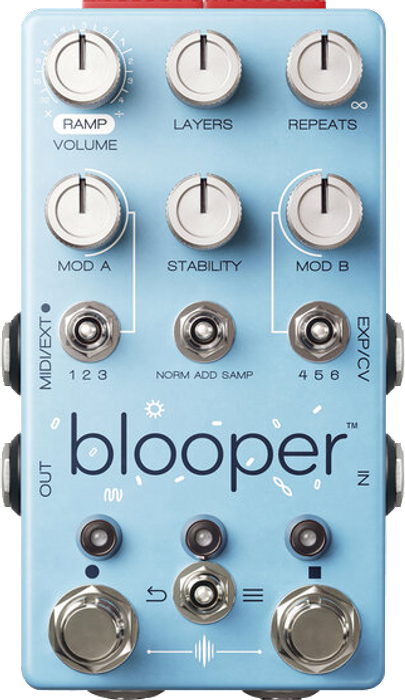 ∞
RAMP LAYERS REPEATS
VOLUME
MOD A STABILITY MOD B
MIDI/EXT EXP/CV
1 2 3 NORM ADD SAMP 4 5 6
blooper™
OUT IN